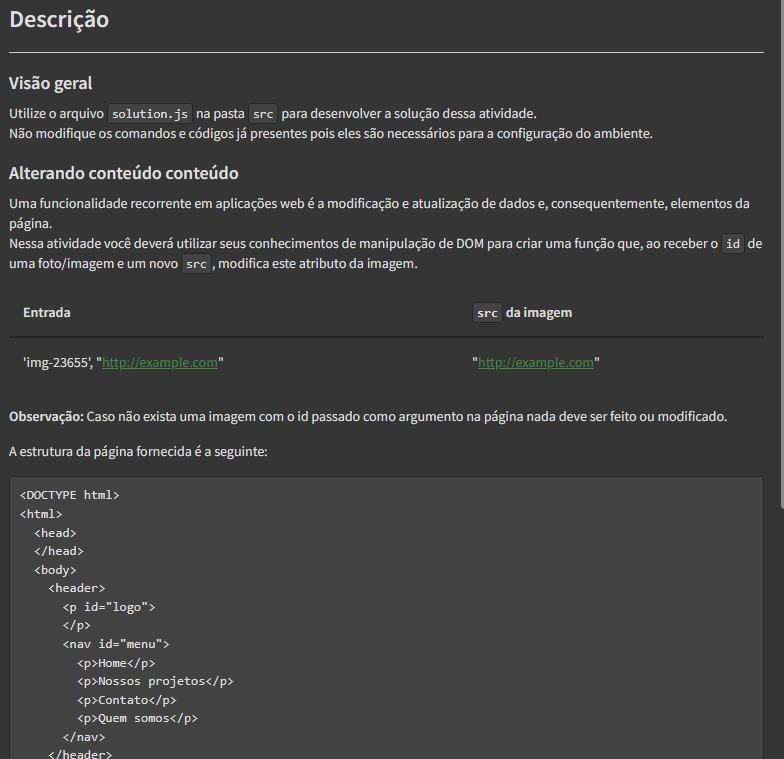 Descrição
Visão geral
Utilize o arquivo solution.js na pasta src para desenvolver a solução dessa atividade.
Não modifique os comandos e códigos já presentes pois eles são necessários para a configuração do ambiente.
Alterando conteúdo conteúdo
Uma funcionalidade recorrente em aplicações web é a modificação e atualização de dados e, consequentemente, elementos da
página.
Nessa atividade você deverá utilizar seus conhecimentos de manipulação de DOM para criar uma função que, ao receber o id de
uma foto/imagem e um novo src, modifica este atributo da imagem.
Entrada src da imagem
'img-23655', "http://example.com" "http://example.com"
Observação: Caso não exista uma imagem com o id passado como argumento na página nada deve ser feito ou modificado.
A estrutura da página fornecida é a seguinte:
<DOCTYPE html>
<html>
  <head>
  </head>
  <body>
    <header>
      <p id="logo">
      </p>
      <nav id="menu">
        <p>Home</p>
        <p>Nossos projetos</p>
        <p>Contato</p>
        <p>Quem somos</p>
      </nav>
    </header>